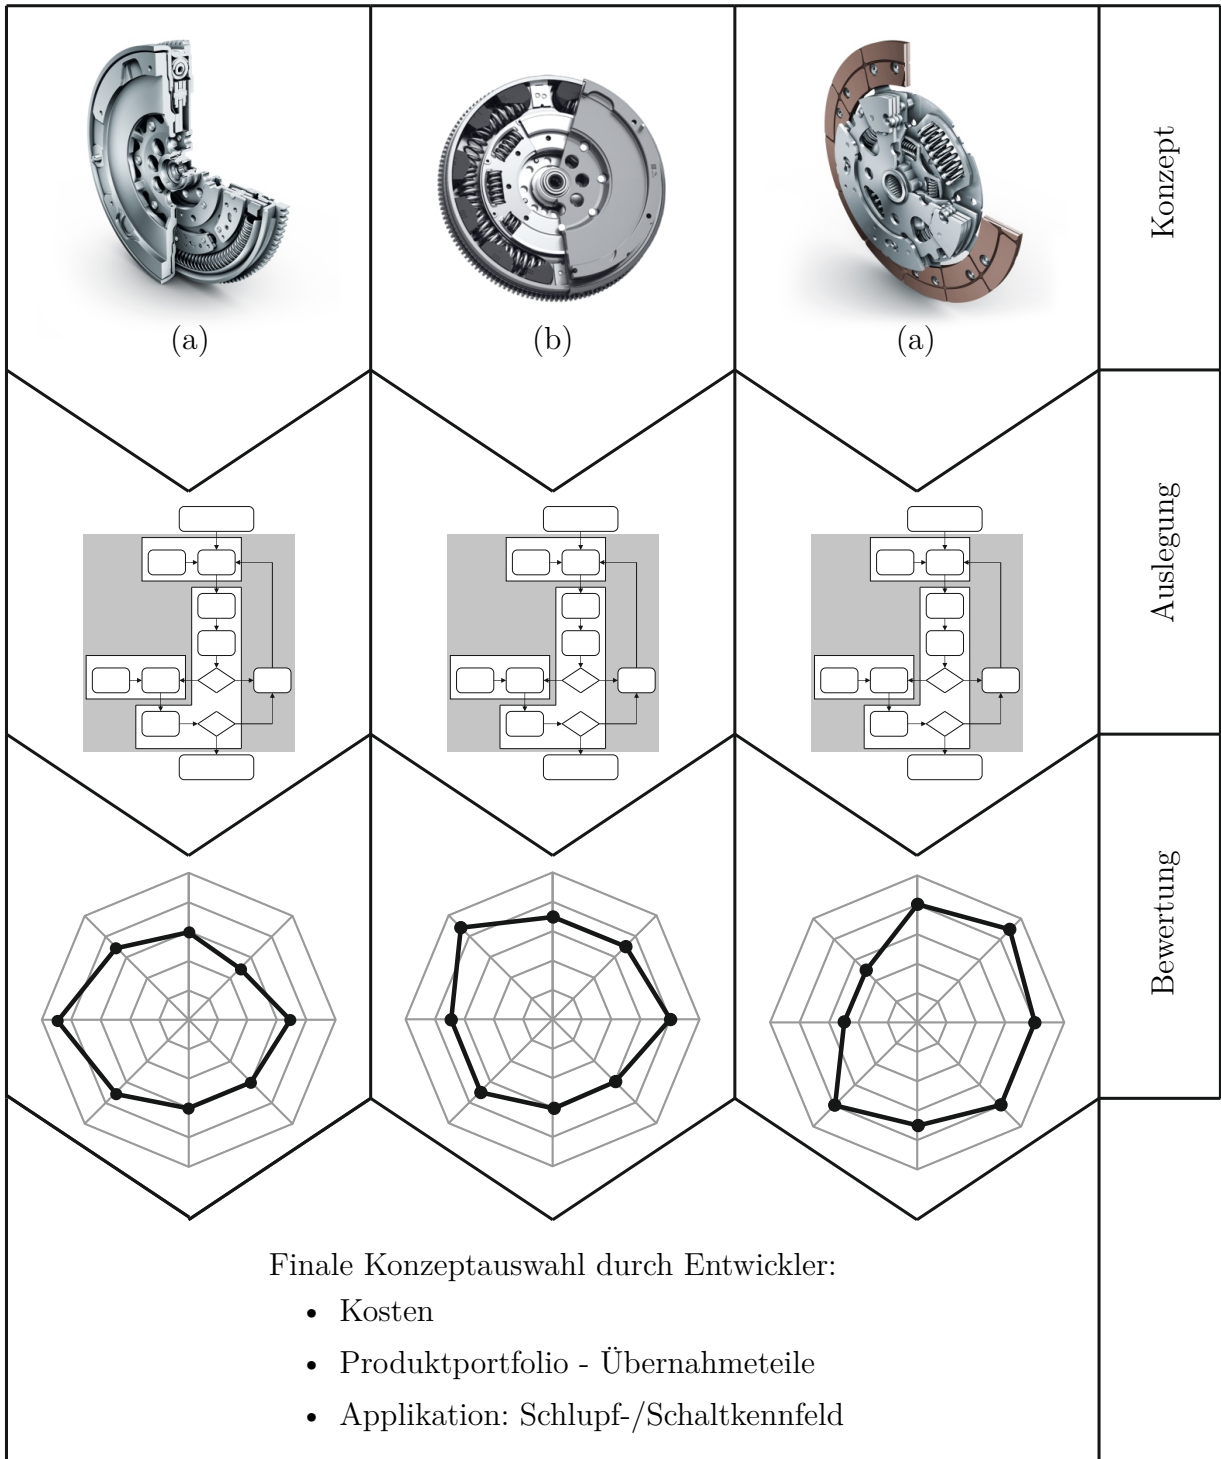 (a)
(b)
(a)
Konzept
Auslegung
Bewertung
Finale Konzeptauswahl durch Entwickler:
• Kosten
• Produktportfolio - Übernahmeteile
• Applikation: Schlupf-/Schaltkennfeld